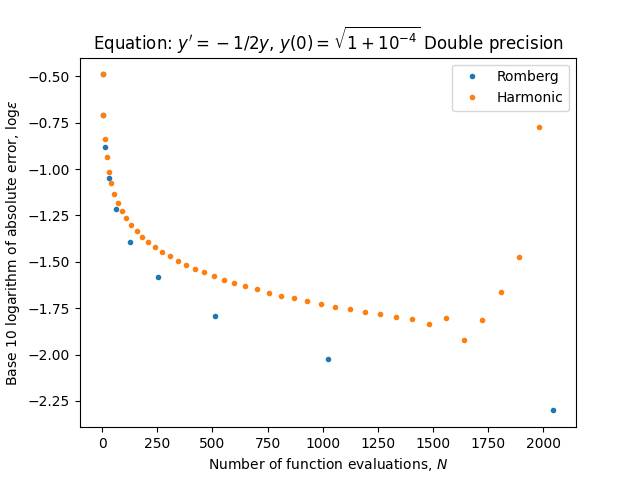 Equation: y′ = −1/2y, y(0) = √1 + 10⁻⁴ Double precision
Romberg
Harmonic
−0.50
−0.75
−1.00
−1.25
−1.50
−1.75
−2.00
−2.25
Base 10 logarithm of absolute error, logε
0 250 500 750 1000 1250 1500 1750 2000
Number of function evaluations, N